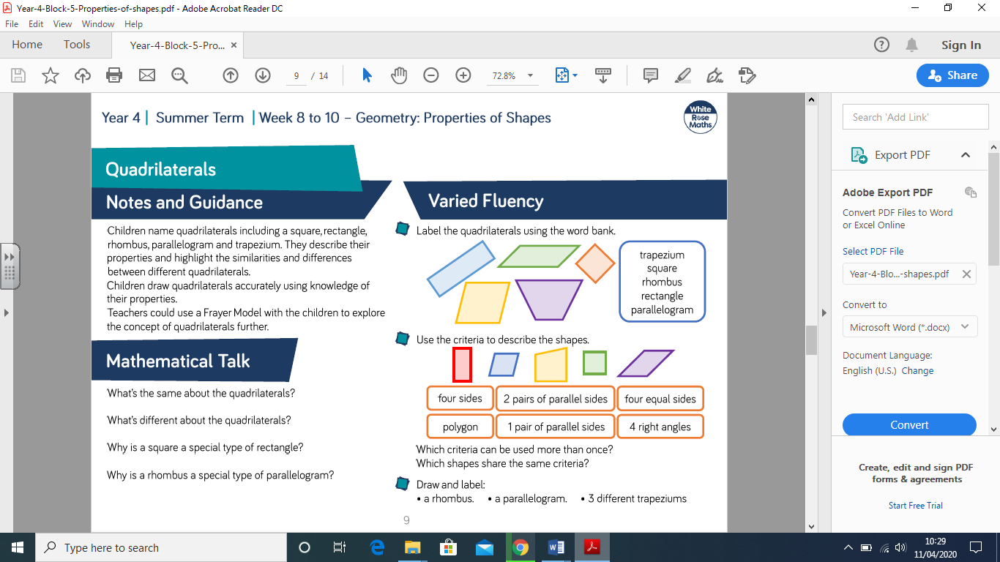 Year-4-Block-5-Properties-of-shapes.pdf - Adobe Acrobat Reader DC
File Edit View Window Help
Home Tools Year-4-Block-5-Pro... × Sign In
9 / 14 72.8% Share
Year 4 | Summer Term | Week 8 to 10 – Geometry: Properties of Shapes
White
Rose
Maths
Quadrilaterals
Notes and Guidance
Children name quadrilaterals including a square, rectangle,
rhombus, parallelogram and trapezium. They describe their
properties and highlight the similarities and differences
between different quadrilaterals.
Children draw quadrilaterals accurately using knowledge of
their properties.
Teachers could use a Frayer Model with the children to explore
the concept of quadrilaterals further.
Mathematical Talk
What's the same about the quadrilaterals?
What's different about the quadrilaterals?
Why is a square a special type of rectangle?
Why is a rhombus a special type of parallelogram?
Varied Fluency
Label the quadrilaterals using the word bank.
trapezium
square
rhombus
rectangle
parallelogram
Use the criteria to describe the shapes.
four sides 2 pairs of parallel sides four equal sides
polygon 1 pair of parallel sides 4 right angles
Which criteria can be used more than once?
Which shapes share the same criteria?
Draw and label:
• a rhombus. • a parallelogram. • 3 different trapeziums
9
Search 'Add Link'
Export PDF
Adobe Export PDF
Convert PDF Files to Word
or Excel Online
Select PDF File
Year-4-Blo...-shapes.pdf
Convert to
Microsoft Word (*.docx)
Document Language:
English (U.S.) Change
Convert
Create, edit and sign PDF
forms & agreements
Start Free Trial
Type here to search
10:29
11/04/2020